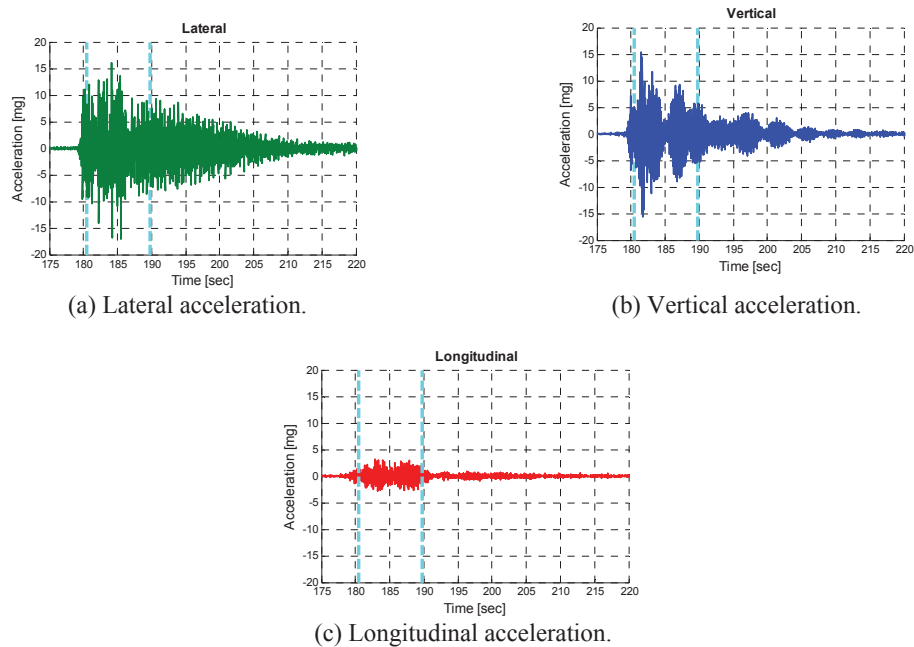 Lateral
20
15
10
5
0
-5
-10
-15
-20
Acceleration [mg]
175 180 185 190 195 200 205 210 215 220
Time [sec]
(a) Lateral acceleration.
Vertical
20
15
10
5
0
-5
-10
-15
-20
Acceleration [mg]
175 180 185 190 195 200 205 210 215 220
Time [sec]
(b) Vertical acceleration.
Longitudinal
20
15
10
5
0
-5
-10
-15
-20
Acceleration [mg]
175 180 185 190 195 200 205 210 215 220
Time [sec]
(c) Longitudinal acceleration.